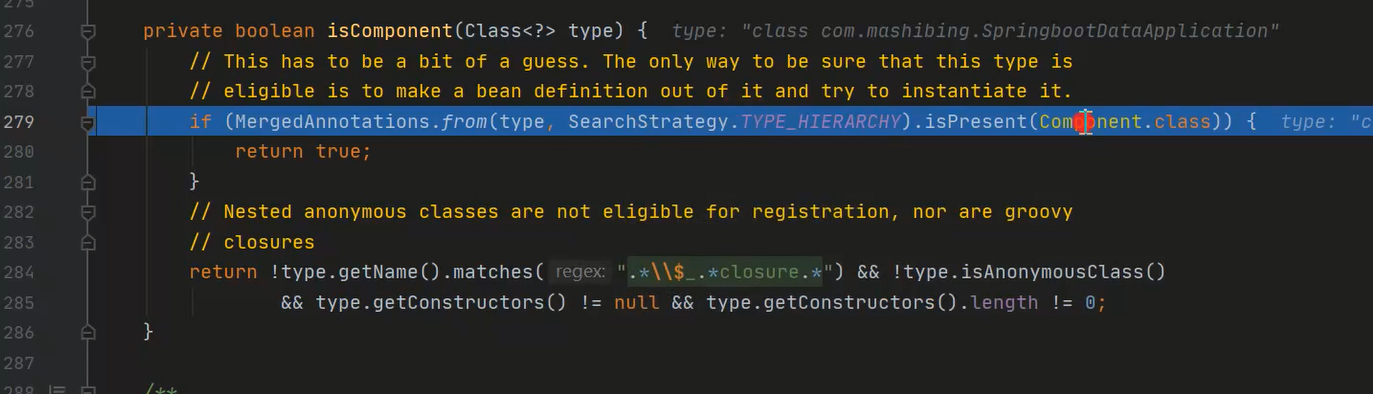 275
276 private boolean isComponent(Class<?> type) { type: "class com.mashibing.SpringbootDataApplication"
277 // This has to be a bit of a guess. The only way to be sure that this type is
278 // eligible is to make a bean definition out of it and try to instantiate it.
279 if (MergedAnnotations.from(type, SearchStrategy.TYPE_HIERARCHY).isPresent(Component.class)) { type: "c
280 return true;
281 }
282 // Nested anonymous classes are not eligible for registration, nor are groovy
283 // closures
284 return !type.getName().matches( regex: ".*\\$_.*closure.*") && !type.isAnonymousClass()
285 && type.getConstructors() != null && type.getConstructors().length != 0;
286 }
287
288 /**